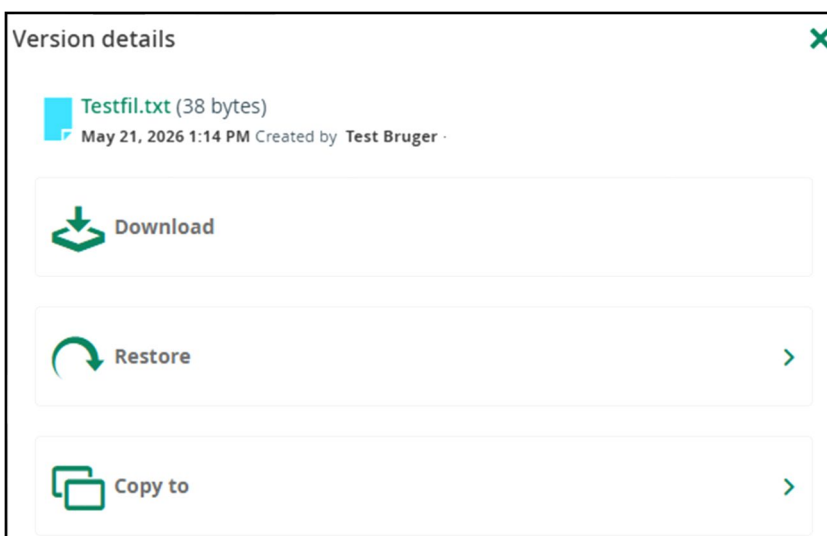 Version details
Testfil.txt (38 bytes)
May 21, 2026 1:14 PM Created by Test Bruger ·
Download
Restore
Copy to